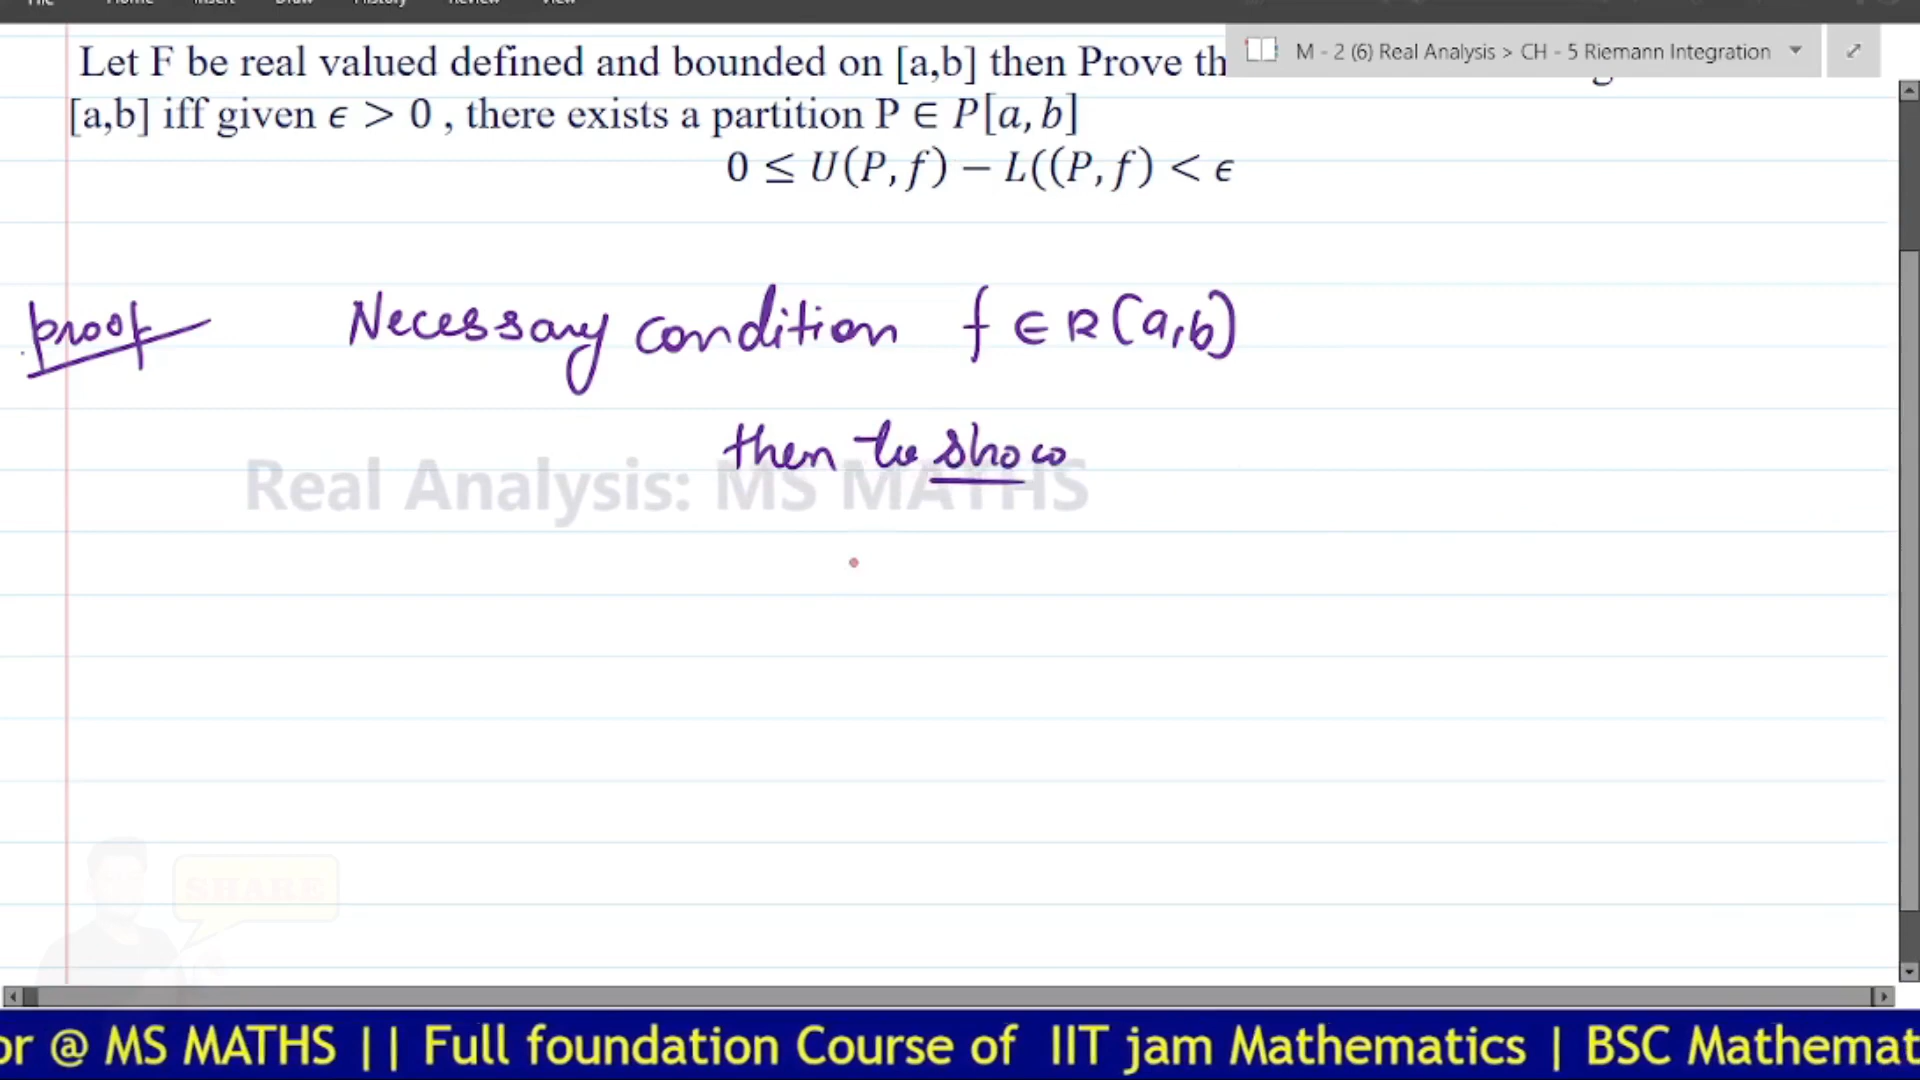 Let F be real valued defined and bounded on [a,b] then Prove th
M - 2 (6) Real Analysis > CH - 5 Riemann Integration
[a,b] iff given ϵ > 0 , there exists a partition P ∈ P[a, b]
0 ≤ U(P, f) − L((P, f) < ϵ
proof Necessary condition f ∈ R(a,b)
then to show
Real Analysis: MS MATHS
SHARE
or @ MS MATHS || Full foundation Course of IIT jam Mathematics | BSC Mathemat